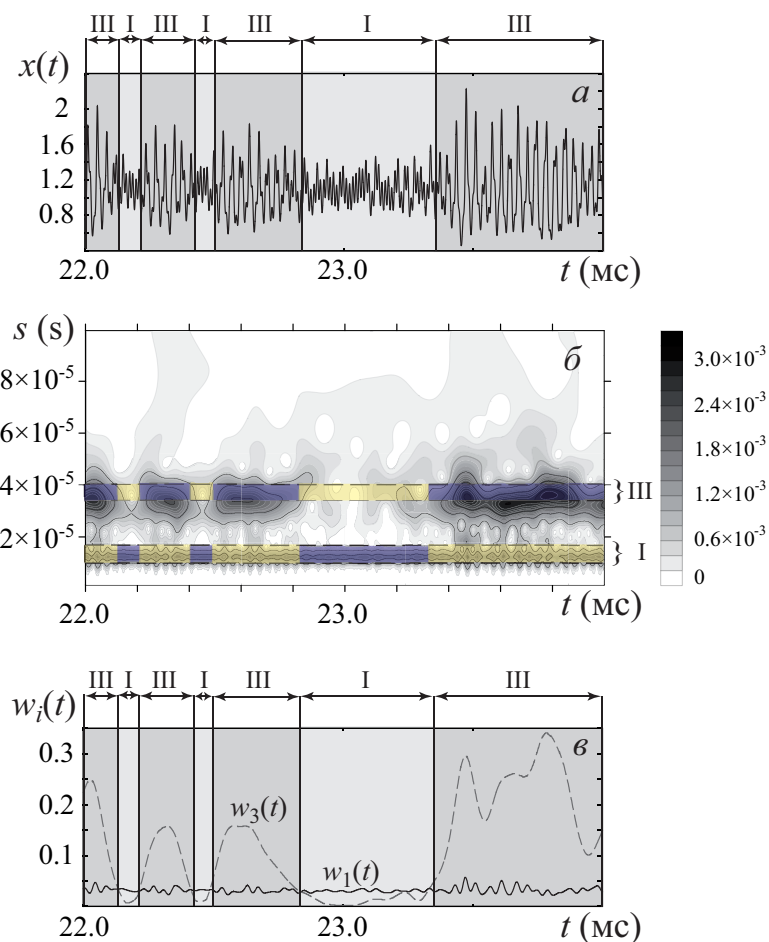 III I III I III I III
x(t)
а
2
1.6
1.2
0.8
22.0 23.0 t (мс)
s (s)
б
8×10⁻⁵
6×10⁻⁵
4×10⁻⁵
2×10⁻⁵
} III
} I
22.0 23.0 t (мс)
3.0×10⁻³
2.4×10⁻³
1.8×10⁻³
1.2×10⁻³
0.6×10⁻³
0
III I III I III I III
wᵢ(t)
в
0.3
0.2
0.1
w₃(t)
w₁(t)
22.0 23.0 t (мс)